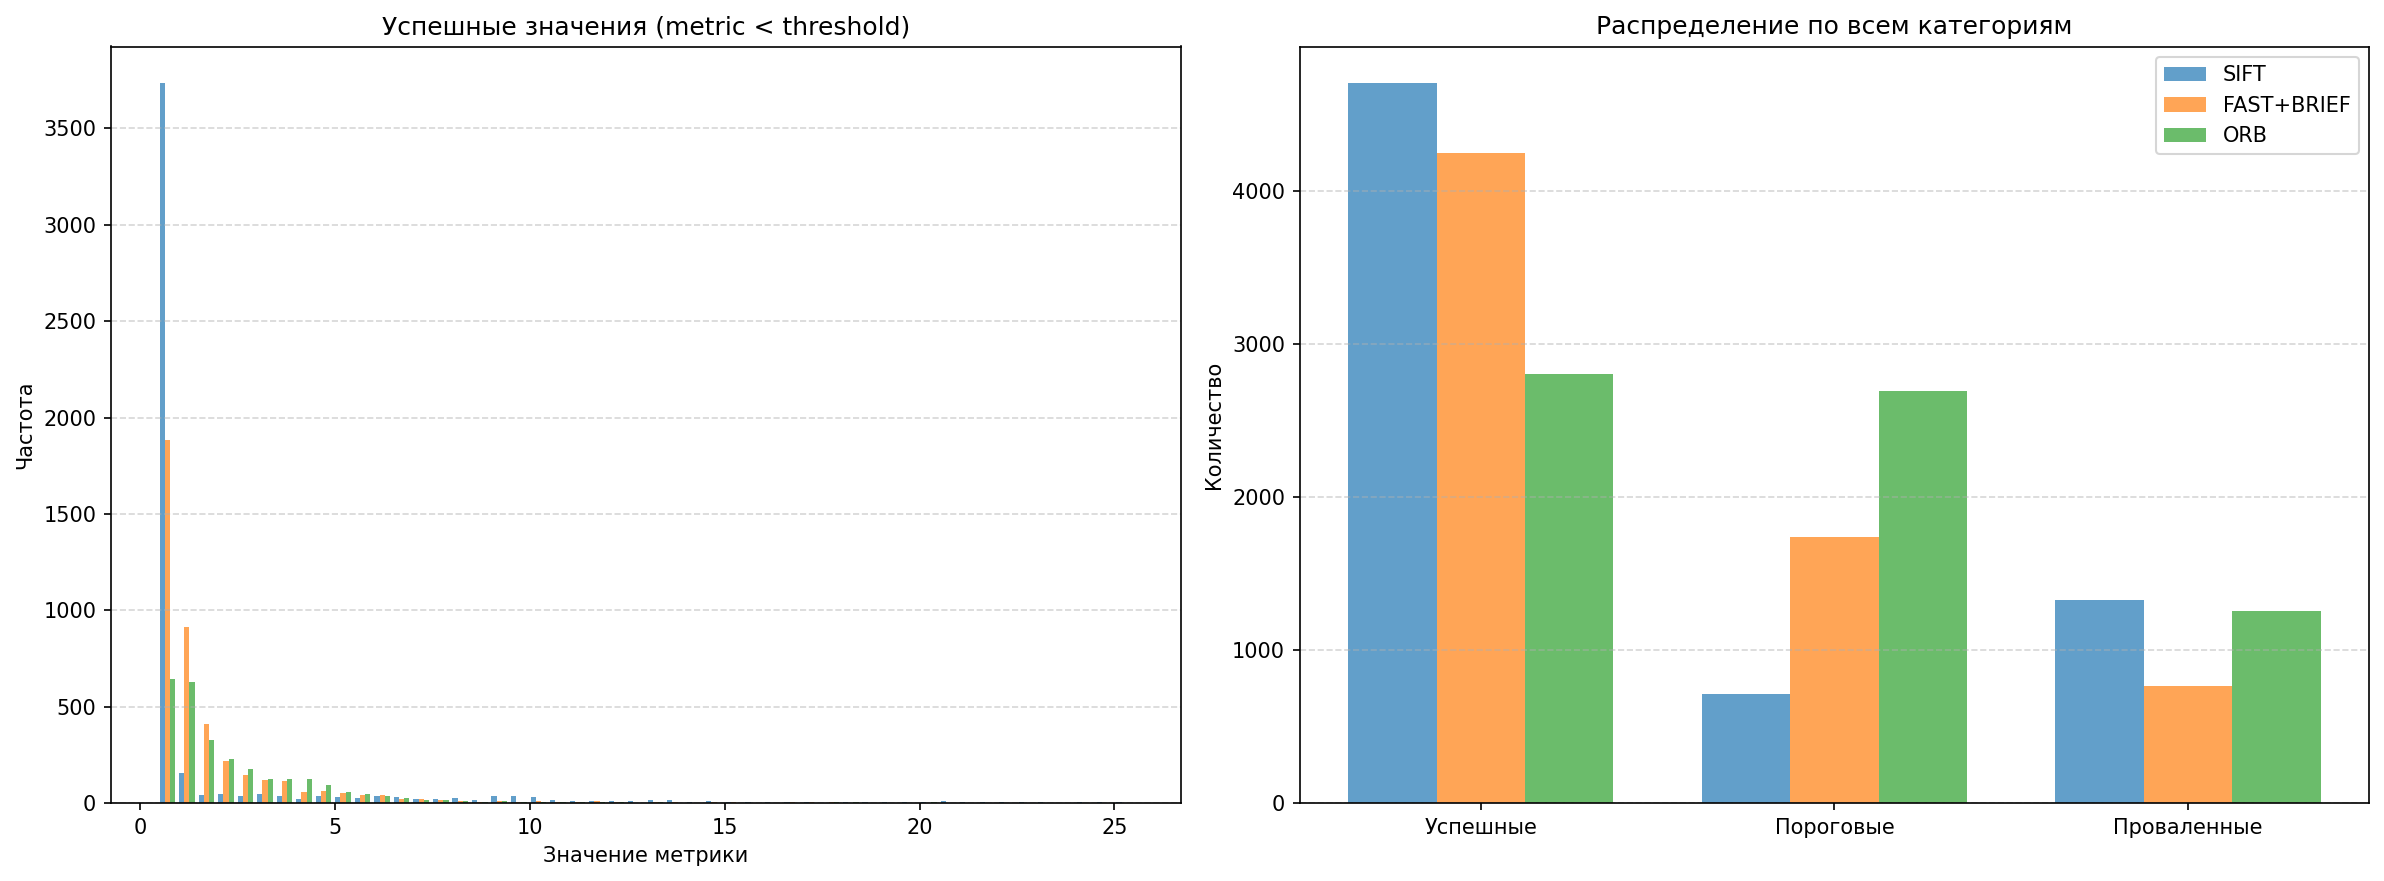 Успешные значения (metric < threshold)
Частота
3500
3000
2500
2000
1500
1000
500
0
0 5 10 15 20 25
Значение метрики
Распределение по всем категориям
SIFT
FAST+BRIEF
ORB
Количество
4000
3000
2000
1000
0
Успешные Пороговые Проваленные